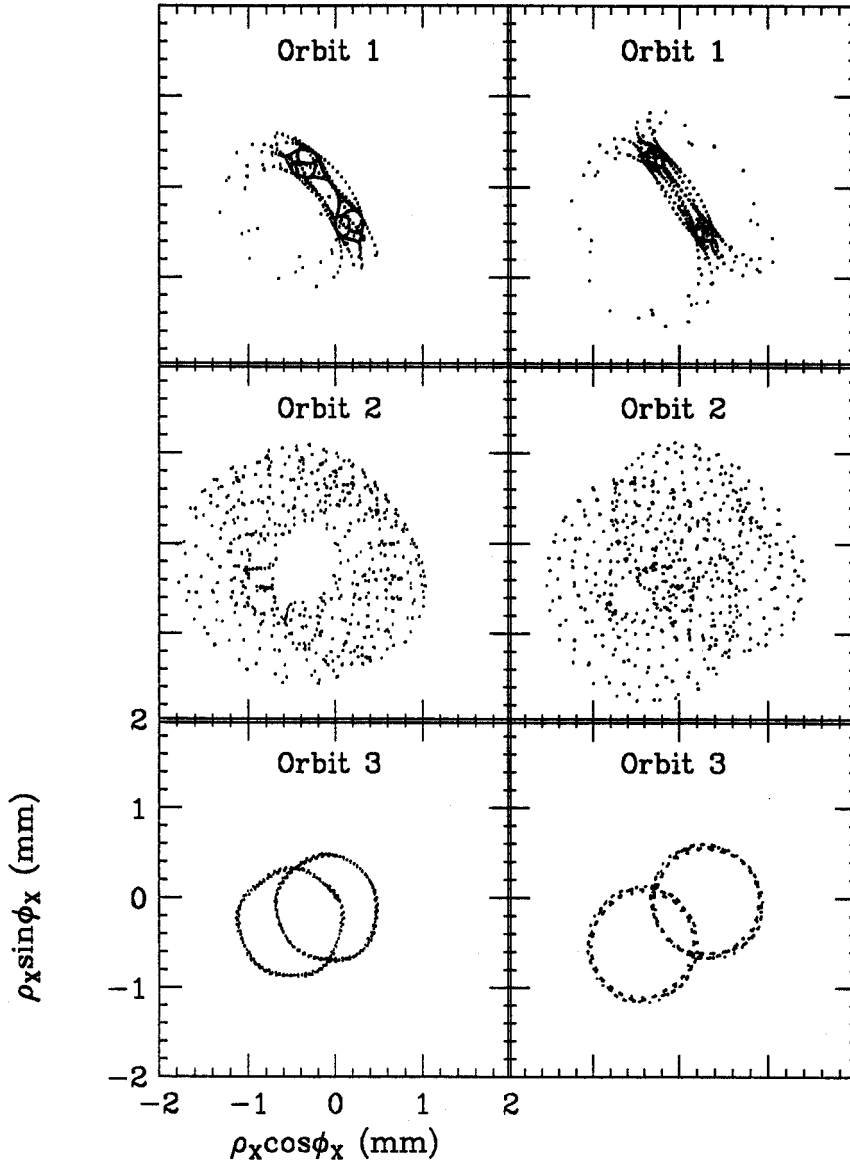 Orbit 1
Orbit 1
Orbit 2
Orbit 2
2
Orbit 3
Orbit 3
1
0
-1
-2
ρₓsinφₓ (mm)
-2 -1 0 1 2
ρₓcosφₓ (mm)